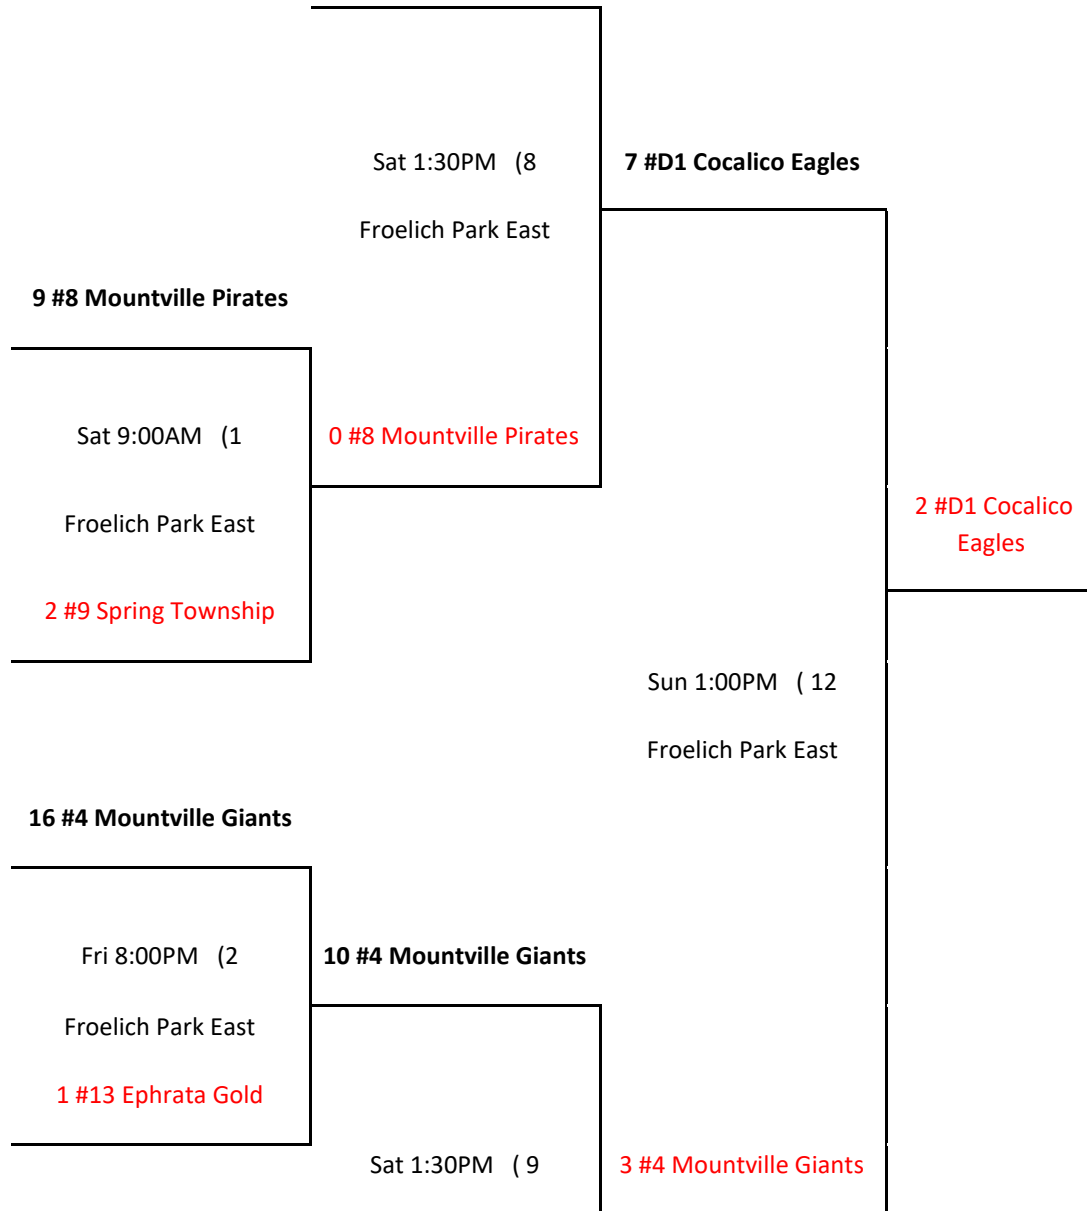 Sat 1:30PM (8
7 #D1 Cocalico Eagles
Froelich Park East
9 #8 Mountville Pirates
Sat 9:00AM (1
0 #8 Mountville Pirates
Froelich Park East
2 #D1 Cocalico
Eagles
2 #9 Spring Township
Sun 1:00PM ( 12
Froelich Park East
16 #4 Mountville Giants
Fri 8:00PM (2
10 #4 Mountville Giants
Froelich Park East
1 #13 Ephrata Gold
Sat 1:30PM ( 9
3 #4 Mountville Giants